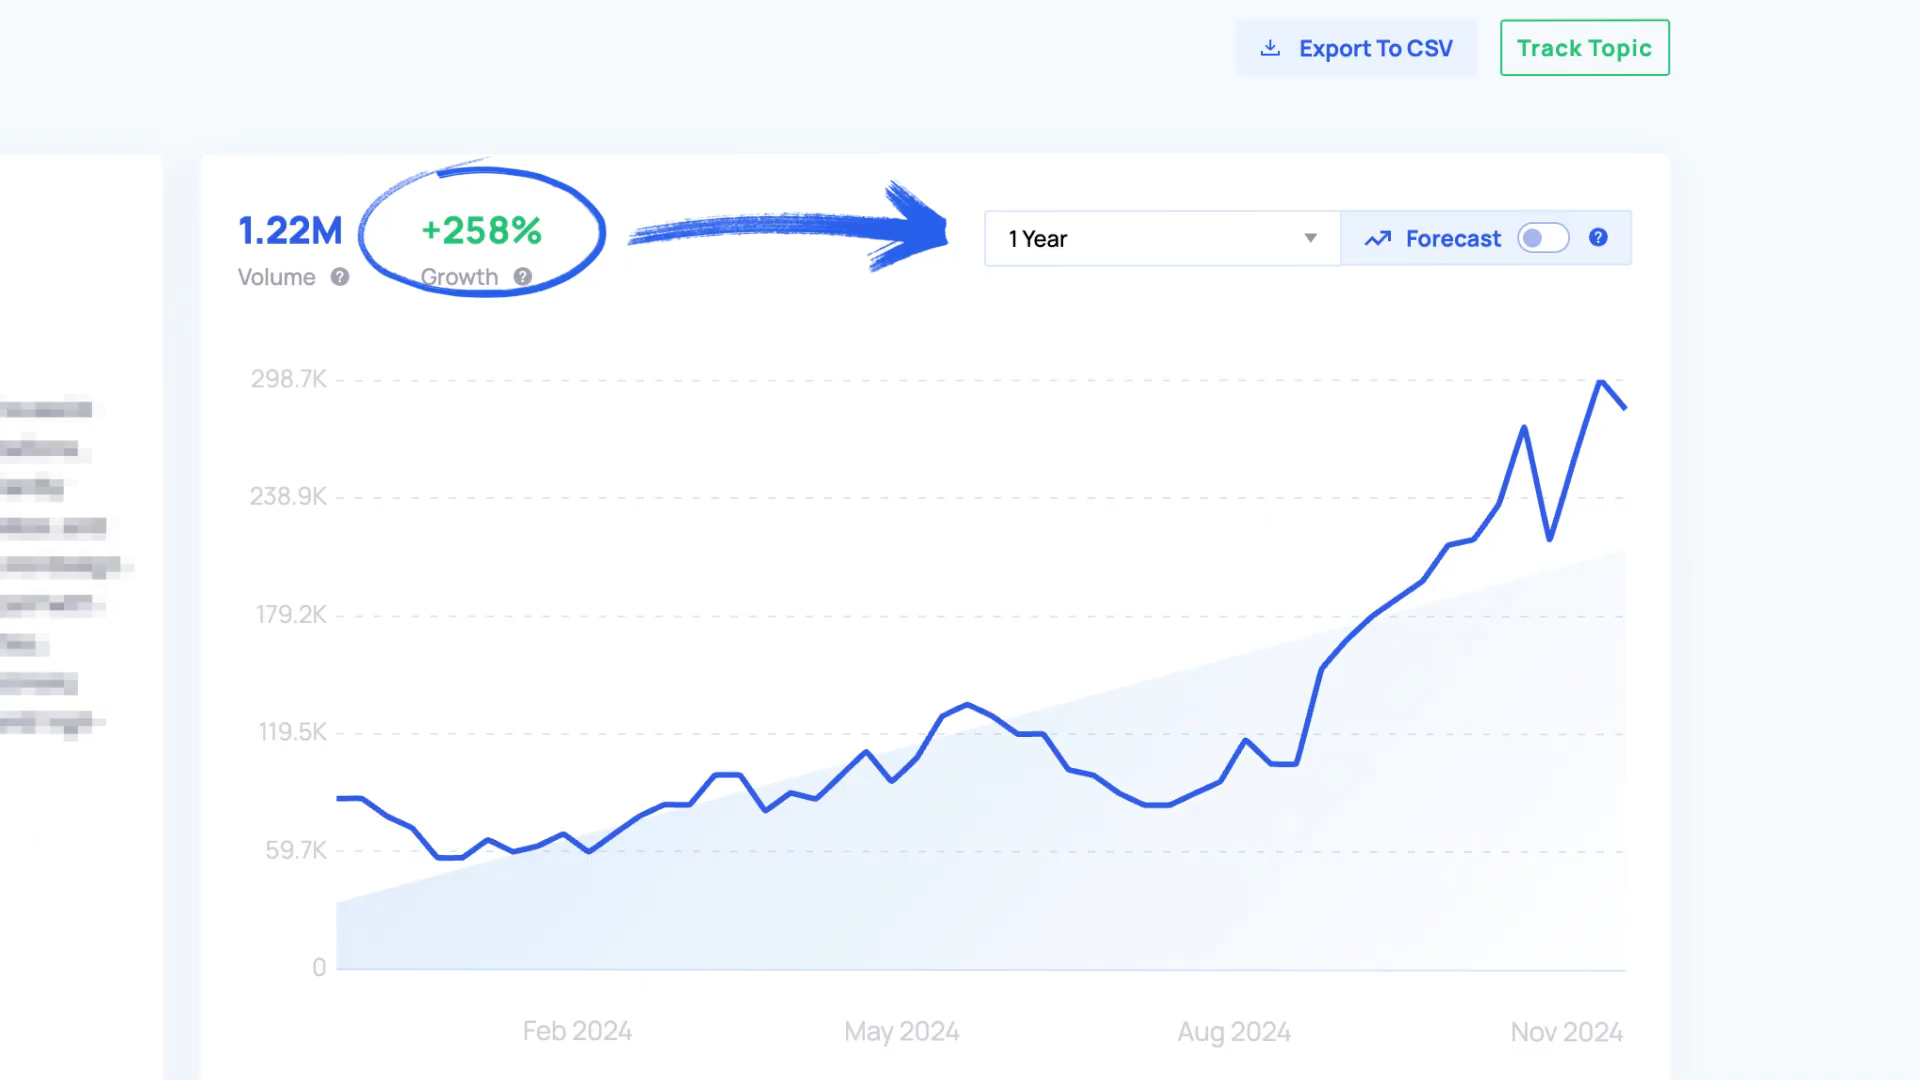 Export To CSV
Track Topic
1.22M
+258%
Volume ?
Growth ?
1 Year
Forecast ?
298.7K
238.9K
179.2K
119.5K
59.7K
0
Feb 2024
May 2024
Aug 2024
Nov 2024